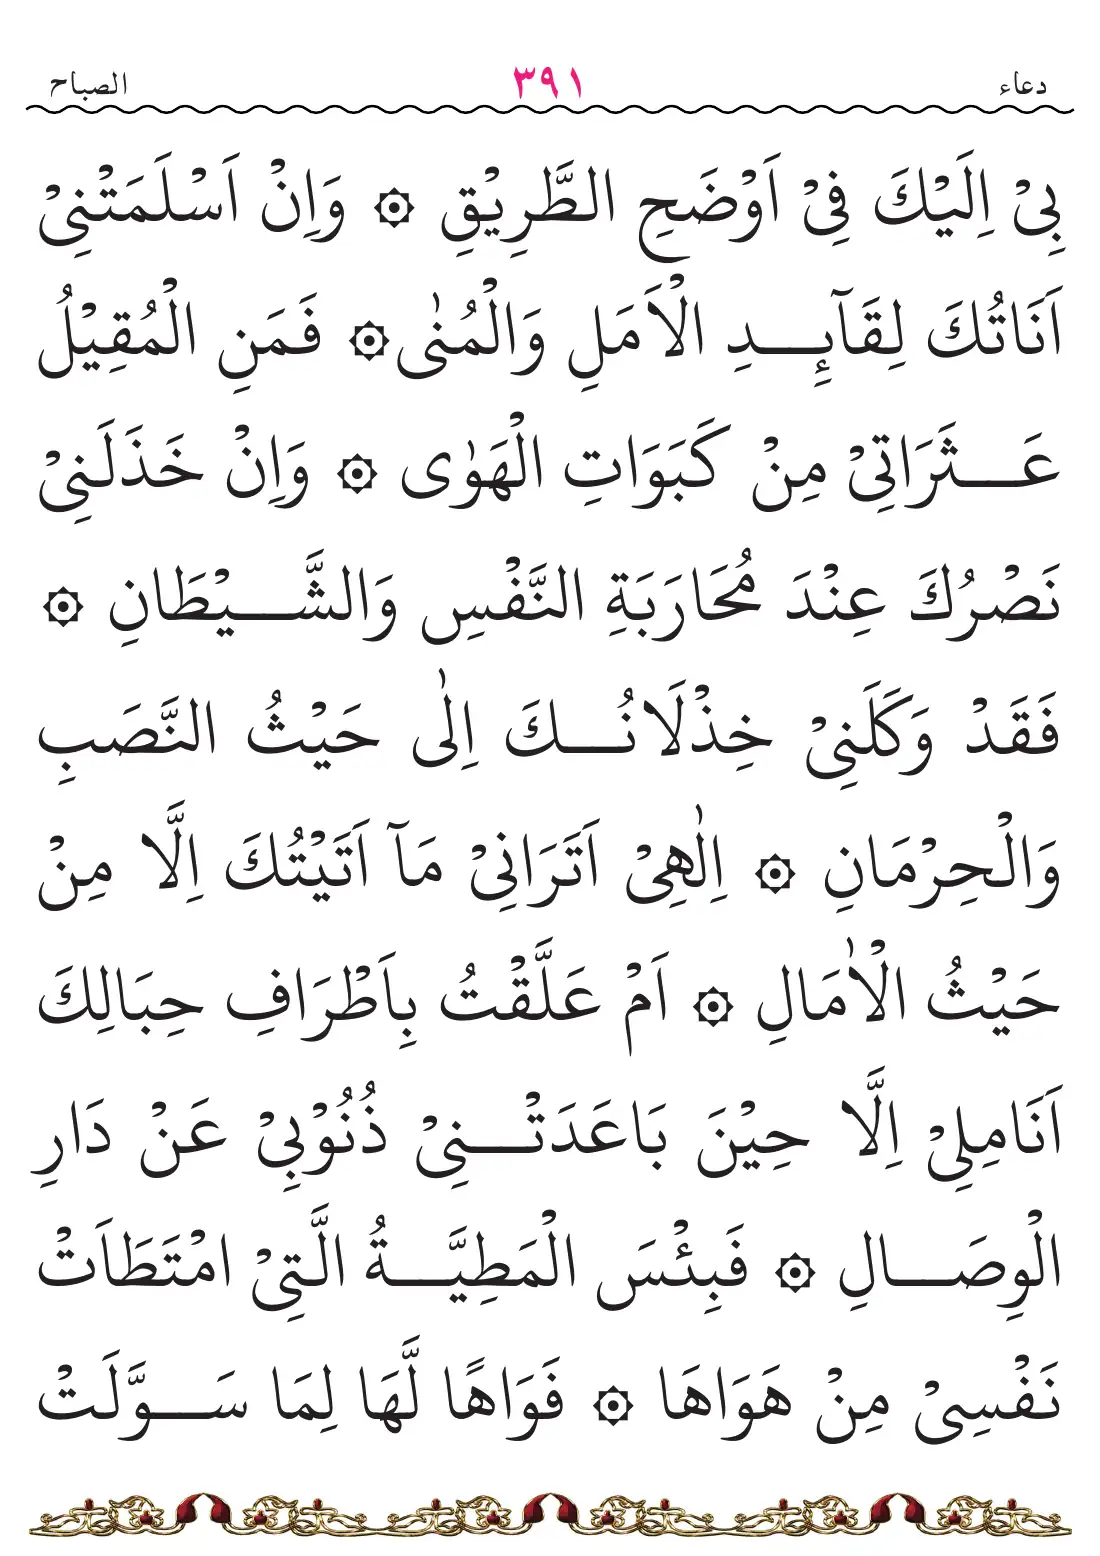 دعاء ٣٩١ الصباح
بِيْ اِلَيْكَ فِيْ اَوْضَحِ الطَّرِيْقِ ۞ وَاِنْ اَسْلَمَتْنِيْ
اَنَاتُكَ لِقَآئِدِ الْاَمَلِ وَالْمُنٰى ۞ فَمَنِ الْمُقِيْلُ
عَثَرَاتِيْ مِنْ كَبَوَاتِ الْهَوٰى ۞ وَاِنْ خَذَلَنِيْ
نَصْرُكَ عِنْدَ مُحَارَبَةِ النَّفْسِ وَالشَّيْطَانِ ۞
فَقَدْ وَكَلَنِيْ خِذْلَانُكَ اِلٰى حَيْثُ النَّصَبِ
وَالْحِرْمَانِ ۞ اِلٰهِيْ اَتَرَانِيْ مَآ اَتَيْتُكَ اِلَّا مِنْ
حَيْثُ الْاٰمَالِ ۞ اَمْ عَلَّقْتُ بِاَطْرَافِ حِبَالِكَ
اَنَامِلِيْ اِلَّا حِيْنَ بَاعَدَتْنِيْ ذُنُوْبِيْ عَنْ دَارِ
الْوِصَالِ ۞ فَبِئْسَ الْمَطِيَّةُ الَّتِيْ امْتَطَاَتْ
نَفْسِيْ مِنْ هَوَاهَا ۞ فَوَاهًا لَّهَا لِمَا سَوَّلَتْ